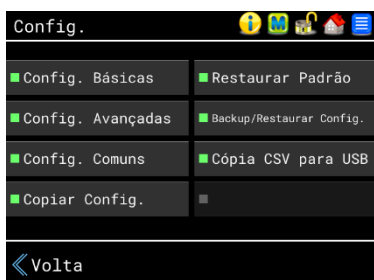 Config.
M
Config. Básicas
Restaurar Padrão
Config. Avançadas
Backup/Restaurar Config.
Config. Comuns
Cópia CSV para USB
Copiar Config.
Volta